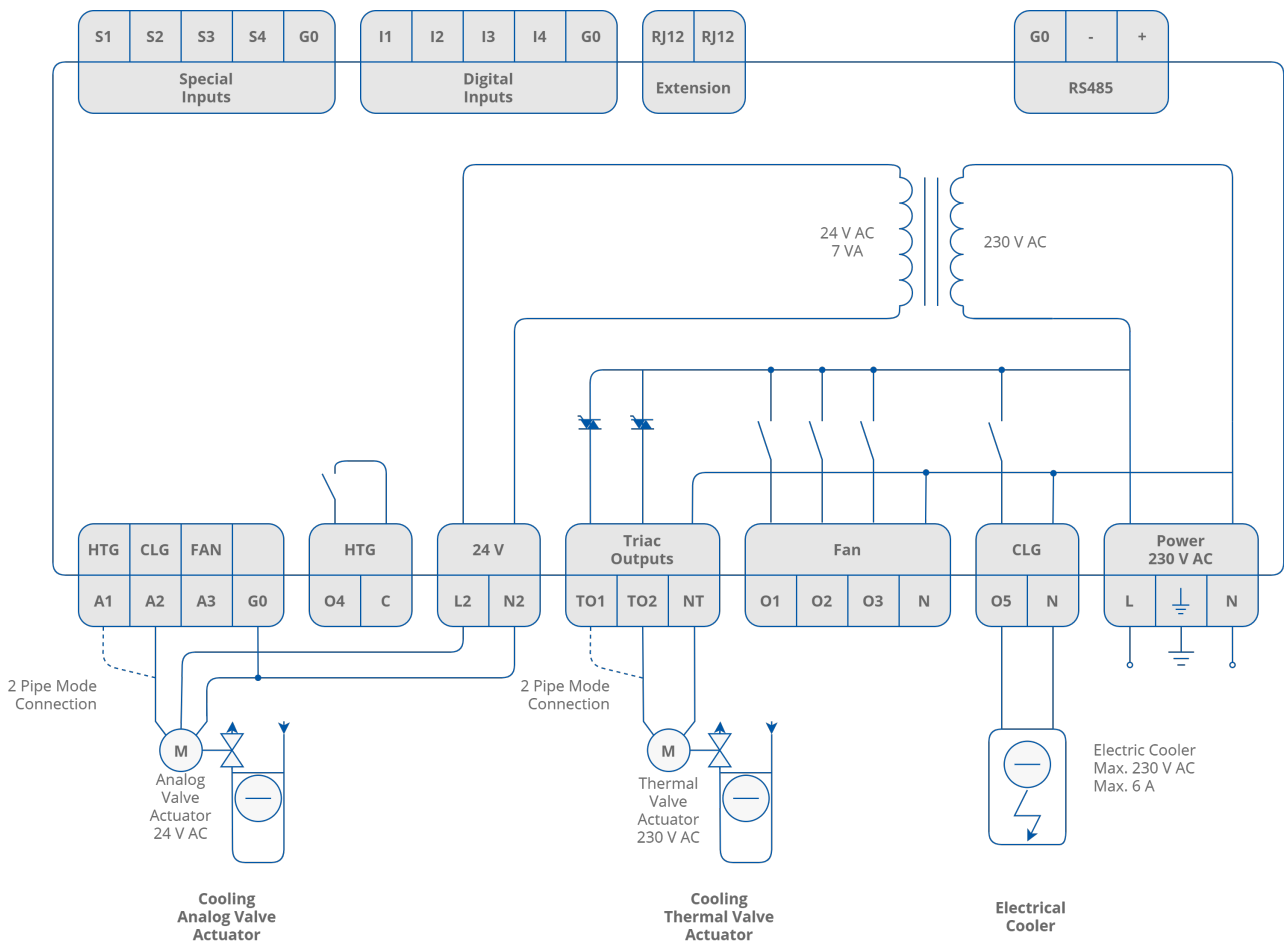 S1 S2 S3 S4 G0
Special
Inputs
I1 I2 I3 I4 G0
Digital
Inputs
RJ12 RJ12
Extension
G0 - +
RS485
24 V AC
7 VA
230 V AC
HTG CLG FAN
A1 A2 A3 G0
HTG
O4 C
24 V
L2 N2
Triac
Outputs
TO1 TO2 NT
Fan
O1 O2 O3 N
CLG
O5 N
Power
230 V AC
L N
2 Pipe Mode
Connection
M
Analog
Valve
Actuator
24 V AC
2 Pipe Mode
Connection
M
Thermal
Valve
Actuator
230 V AC
Electric Cooler
Max. 230 V AC
Max. 6 A
Cooling
Analog Valve
Actuator
Cooling
Thermal Valve
Actuator
Electrical
Cooler